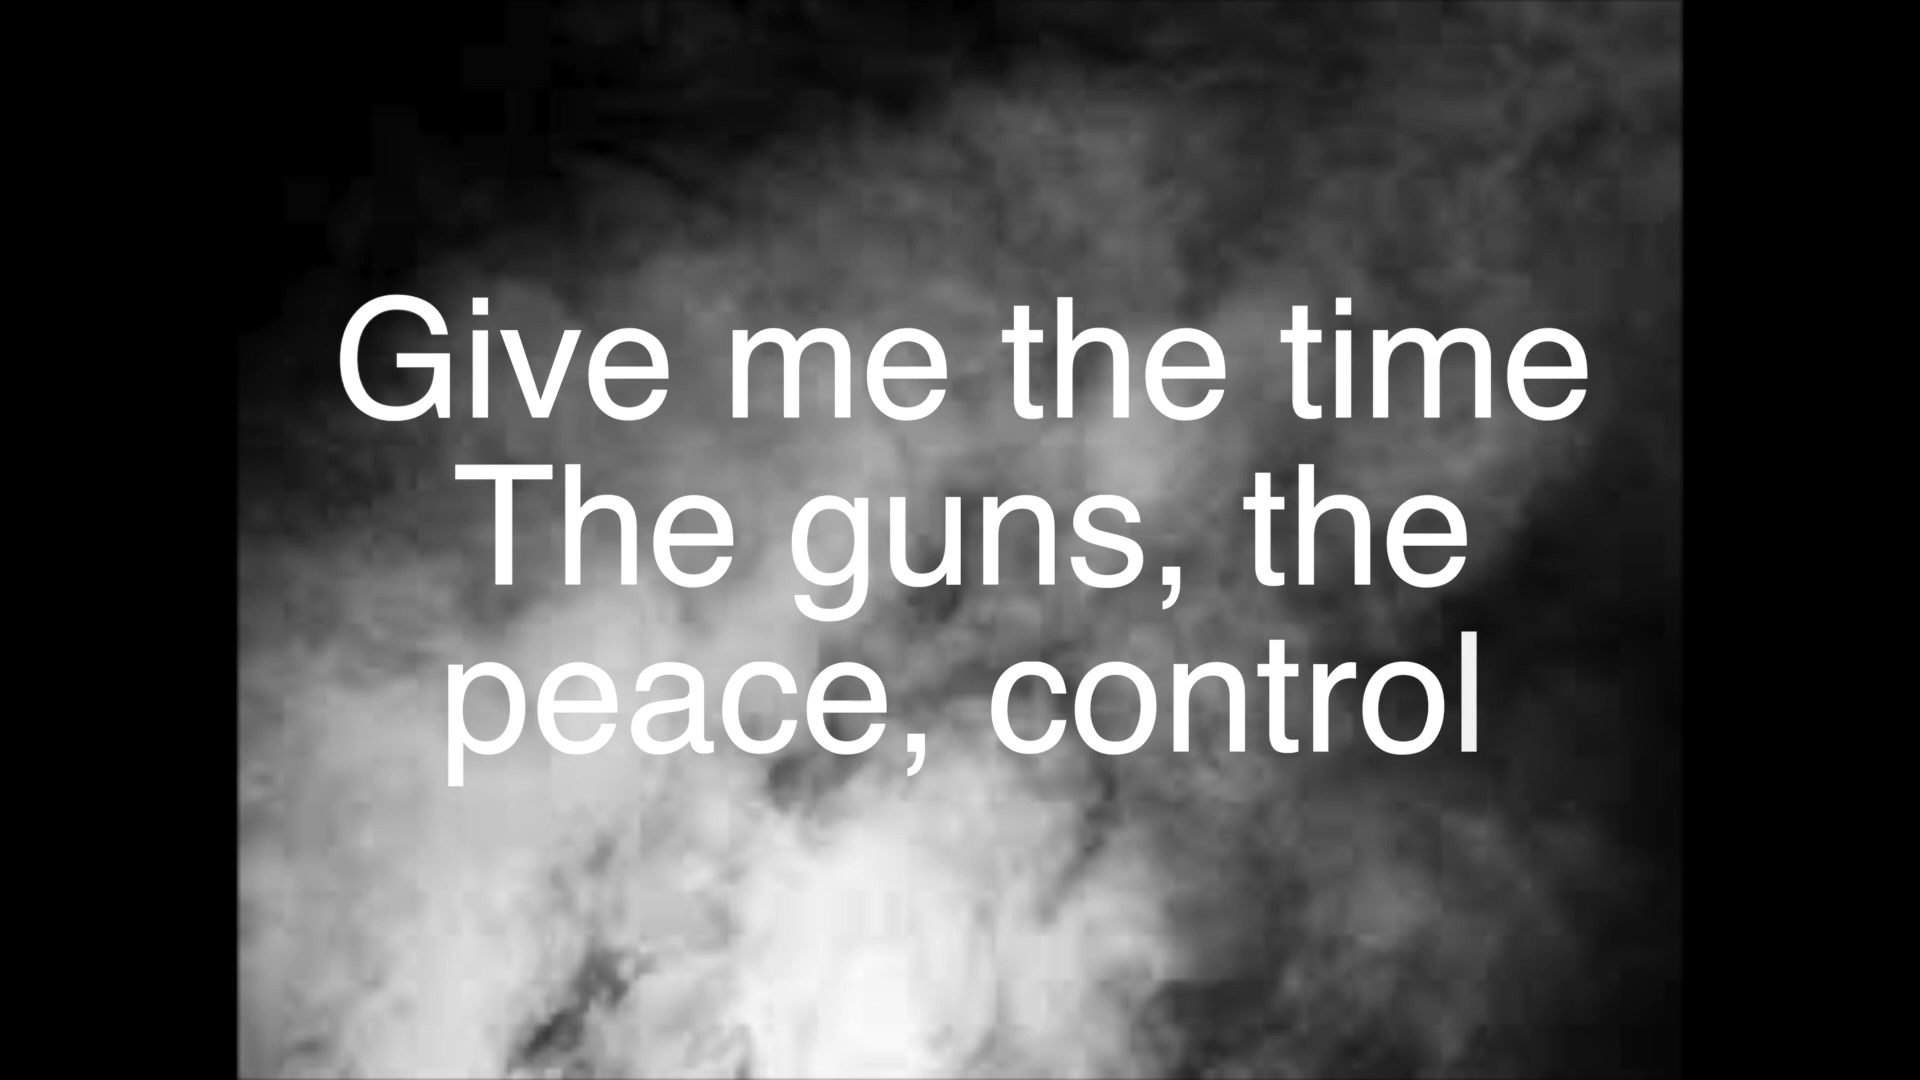 Give me the time
The guns, the
peace, control